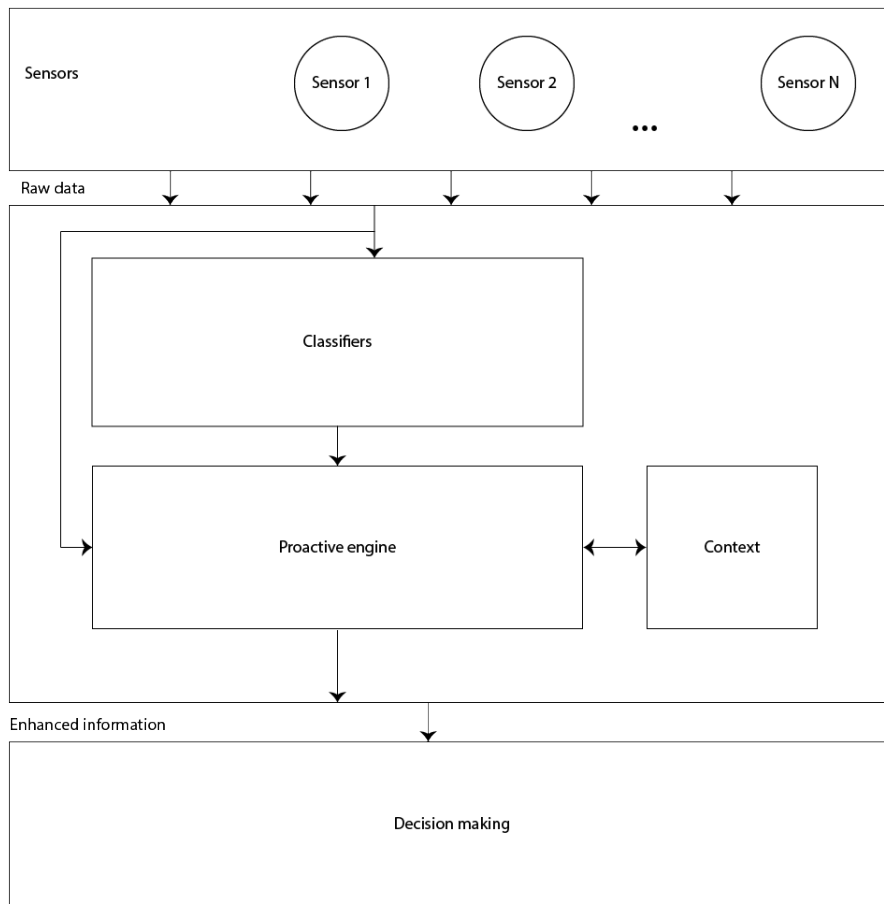 Sensors
Sensor 1
Sensor 2
...
Sensor N
Raw data
Classifiers
Proactive engine
Context
Enhanced information
Decision making